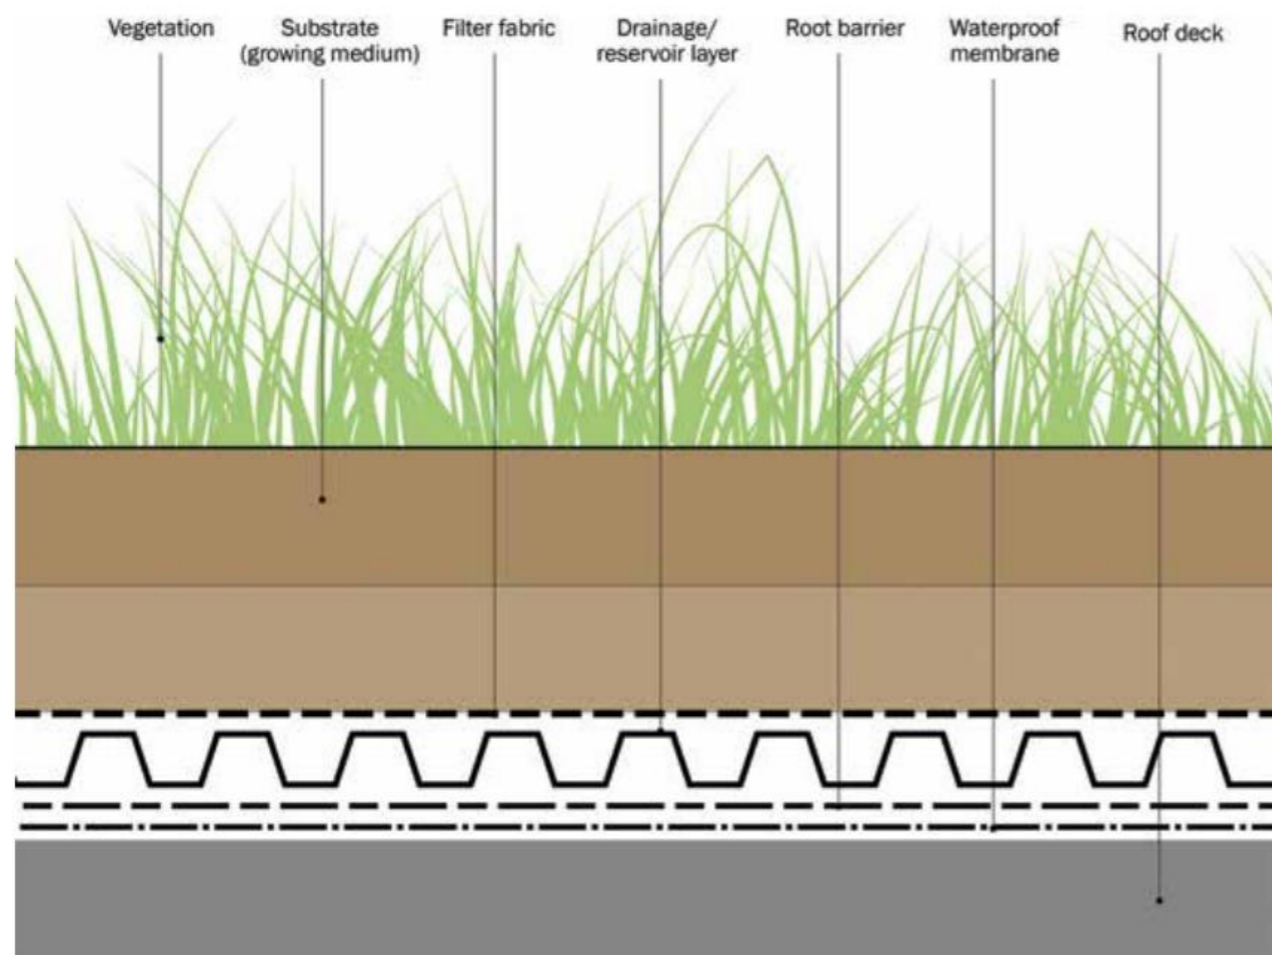 Vegetation
Substrate
(growing medium)
Filter fabric
Drainage/
reservoir layer
Root barrier
Waterproof
membrane
Roof deck